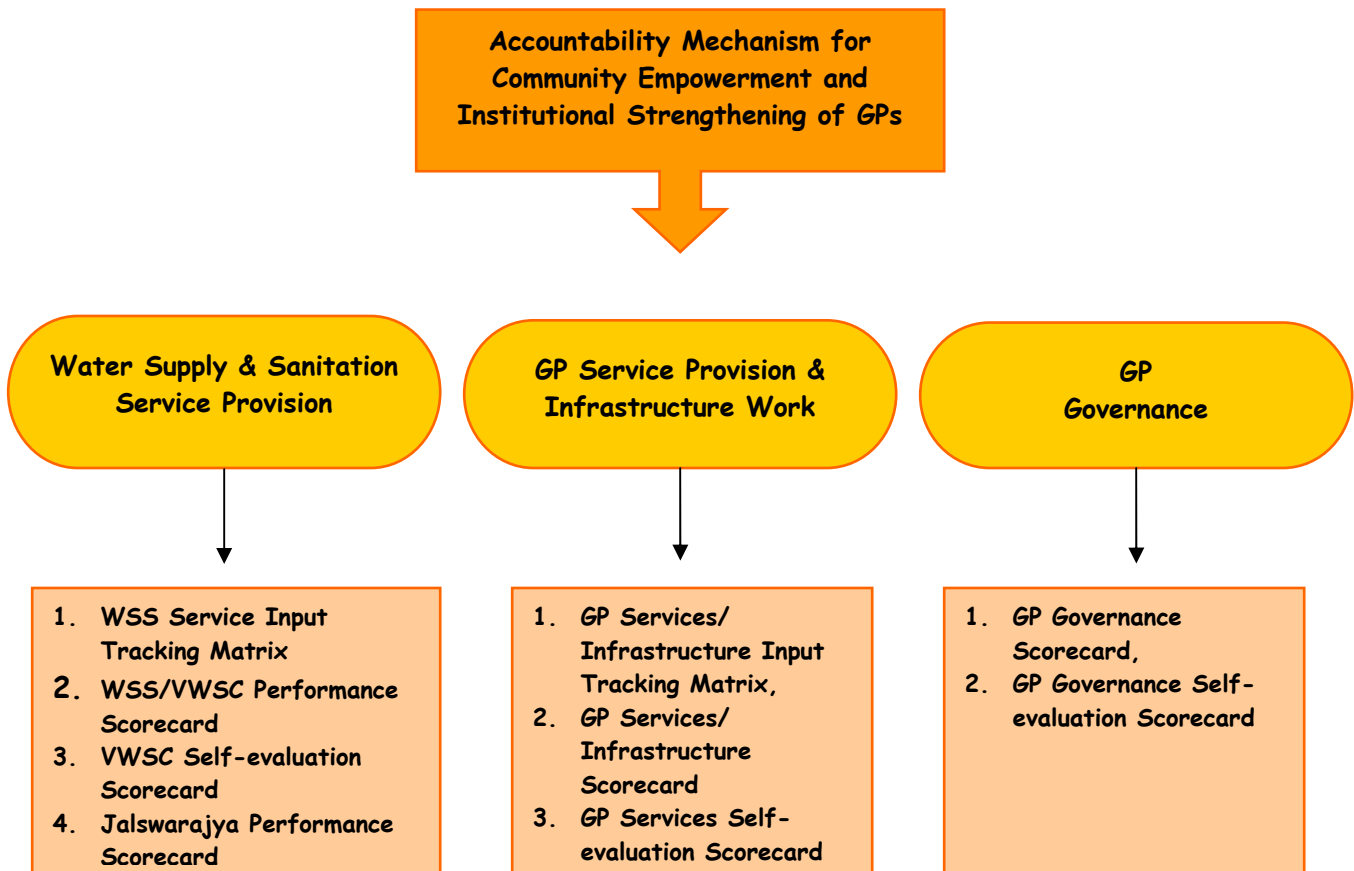 Accountability Mechanism for
Community Empowerment and
Institutional Strengthening of GPs
Water Supply & Sanitation
Service Provision
GP Service Provision &
Infrastructure Work
GP
Governance
1. WSS Service Input
Tracking Matrix
2. WSS/VWSC Performance
Scorecard
3. VWSC Self-evaluation
Scorecard
4. Jalswarajya Performance
Scorecard
1. GP Services/
Infrastructure Input
Tracking Matrix,
2. GP Services/
Infrastructure
Scorecard
3. GP Services Self-
evaluation Scorecard
1. GP Governance
Scorecard,
2. GP Governance Self-
evaluation Scorecard